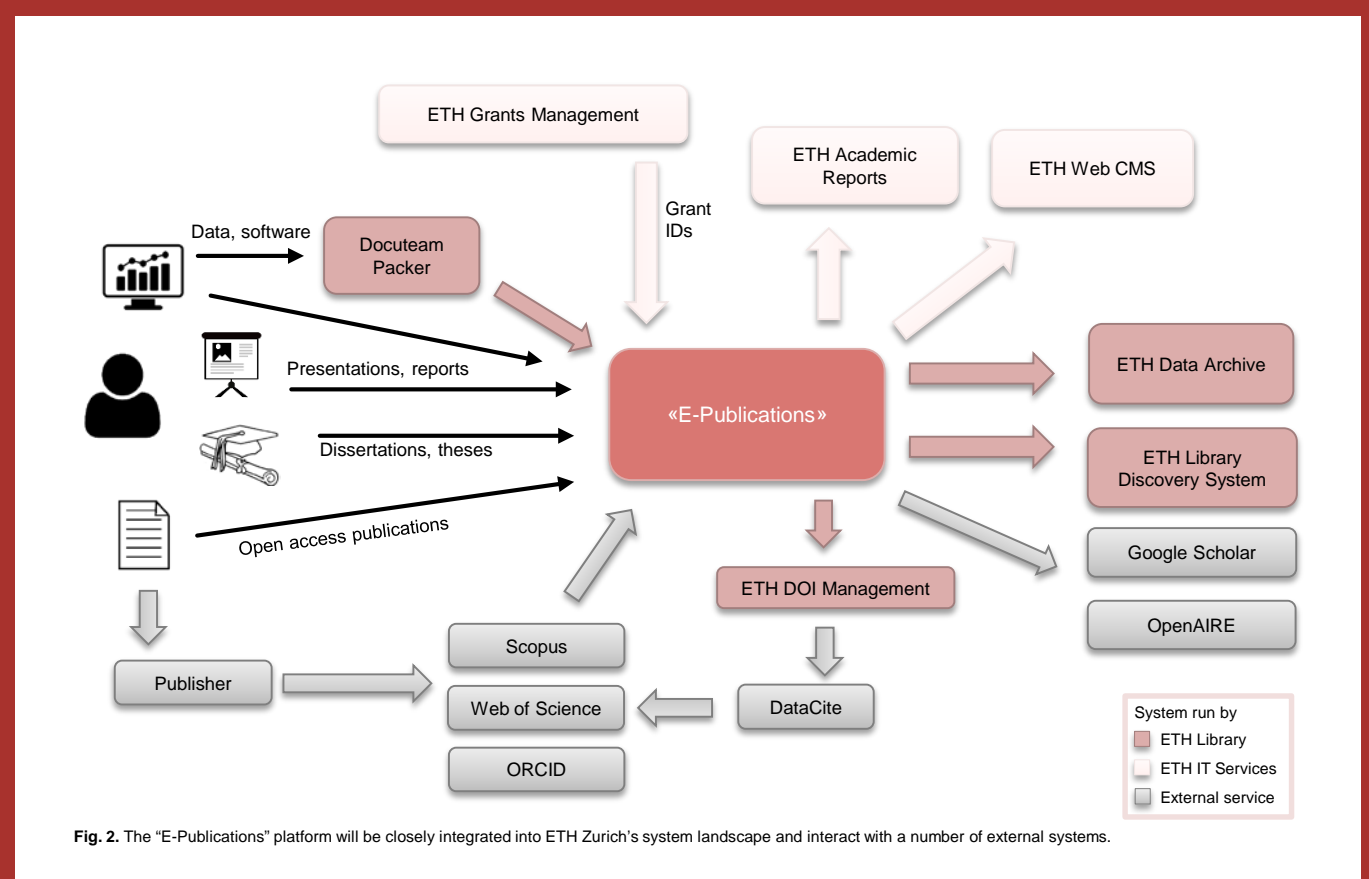 ETH Grants Management
ETH Academic
Reports
ETH Web CMS
Grant
IDs
Data, software
Docuteam
Packer
Presentations, reports
Dissertations, theses
Open access publications
«E-Publications»
ETH Data Archive
ETH Library
Discovery System
Google Scholar
OpenAIRE
ETH DOI Management
Scopus
Publisher
Web of Science
DataCite
ORCID
System run by
ETH Library
ETH IT Services
External service
Fig. 2. The “E-Publications” platform will be closely integrated into ETH Zurich’s system landscape and interact with a number of external systems.